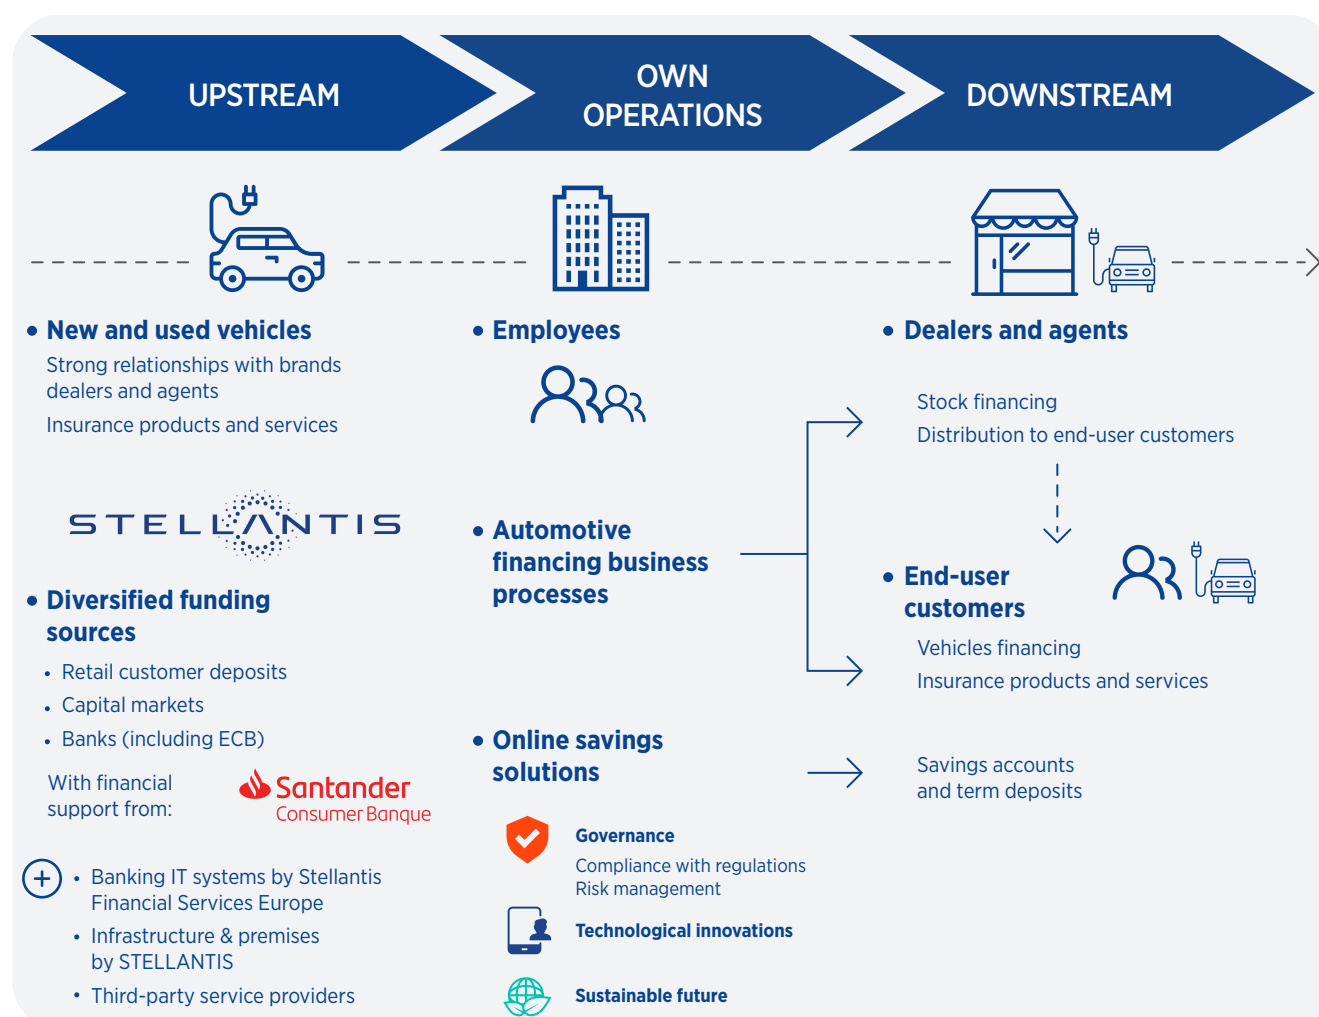 UPSTREAM
OWN
OPERATIONS
DOWNSTREAM
• New and used vehicles
Strong relationships with brands
dealers and agents
Insurance products and services
STELLANTIS
• Diversified funding
sources
• Retail customer deposits
• Capital markets
• Banks (including ECB)
With financial
support from:
Santander
Consumer Banque
+
• Banking IT systems by Stellantis
Financial Services Europe
• Infrastructure & premises
by STELLANTIS
• Third-party service providers
• Employees
• Automotive
financing business
processes
• Online savings
solutions
Governance
Compliance with regulations
Risk management
Technological innovations
Sustainable future
• Dealers and agents
Stock financing
Distribution to end-user customers
• End-user
customers
Vehicles financing
Insurance products and services
Savings accounts
and term deposits